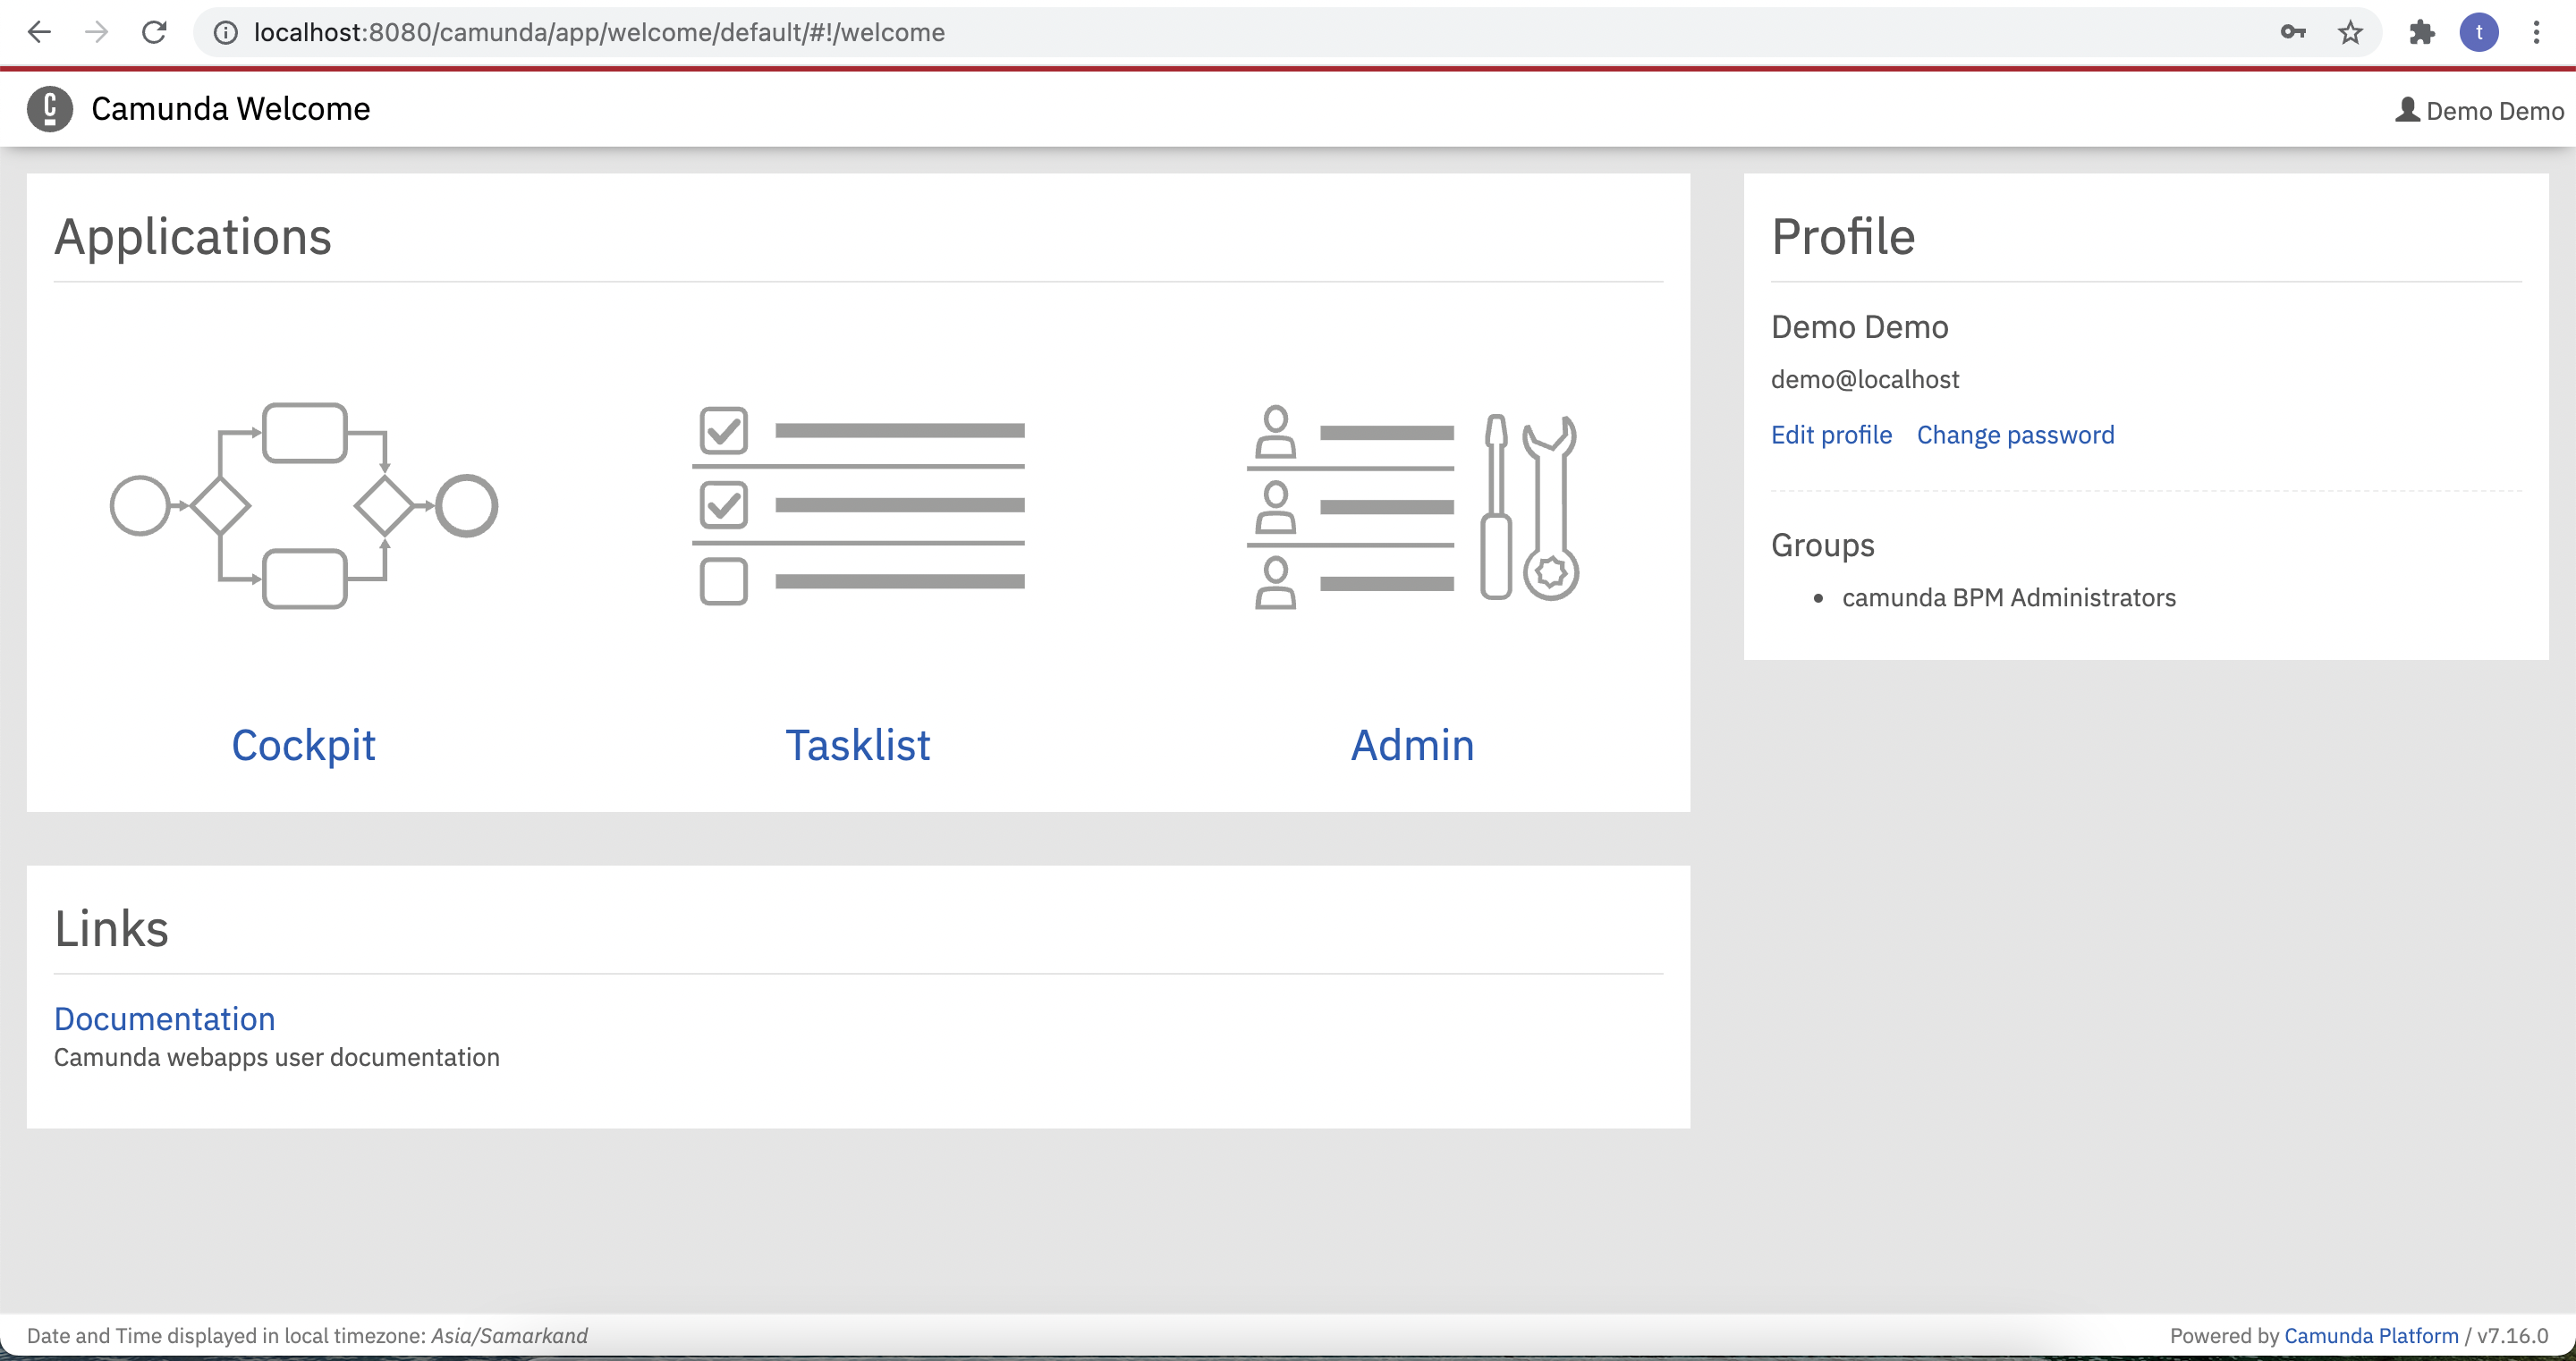 localhost:8080/camunda/app/welcome/default/#!/welcome
t
Camunda Welcome
Demo Demo
Applications
Cockpit
Tasklist
Admin
Links
Documentation
Camunda webapps user documentation
Profile
Demo Demo
demo@localhost
Edit profile Change password
Groups
• camunda BPM Administrators
Date and Time displayed in local timezone: Asia/Samarkand
Powered by Camunda Platform / v7.16.0